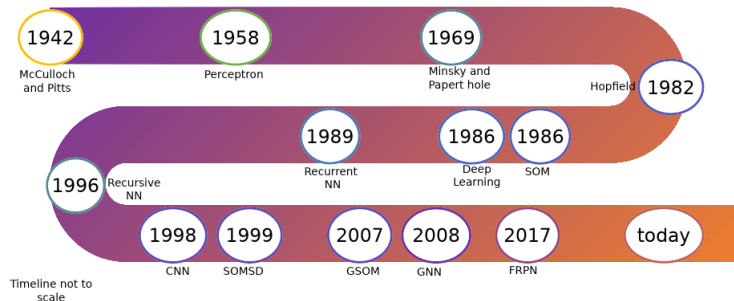 1942
McCulloch
and Pitts
1958
Perceptron
1969
Minsky and
Papert hole
Hopfield
1982
1986
SOM
1986
Deep
Learning
1989
Recurrent
NN
1996
Recursive
NN
1998
CNN
1999
SOMSD
2007
GSOM
2008
GNN
2017
FRPN
today
Timeline not to
scale